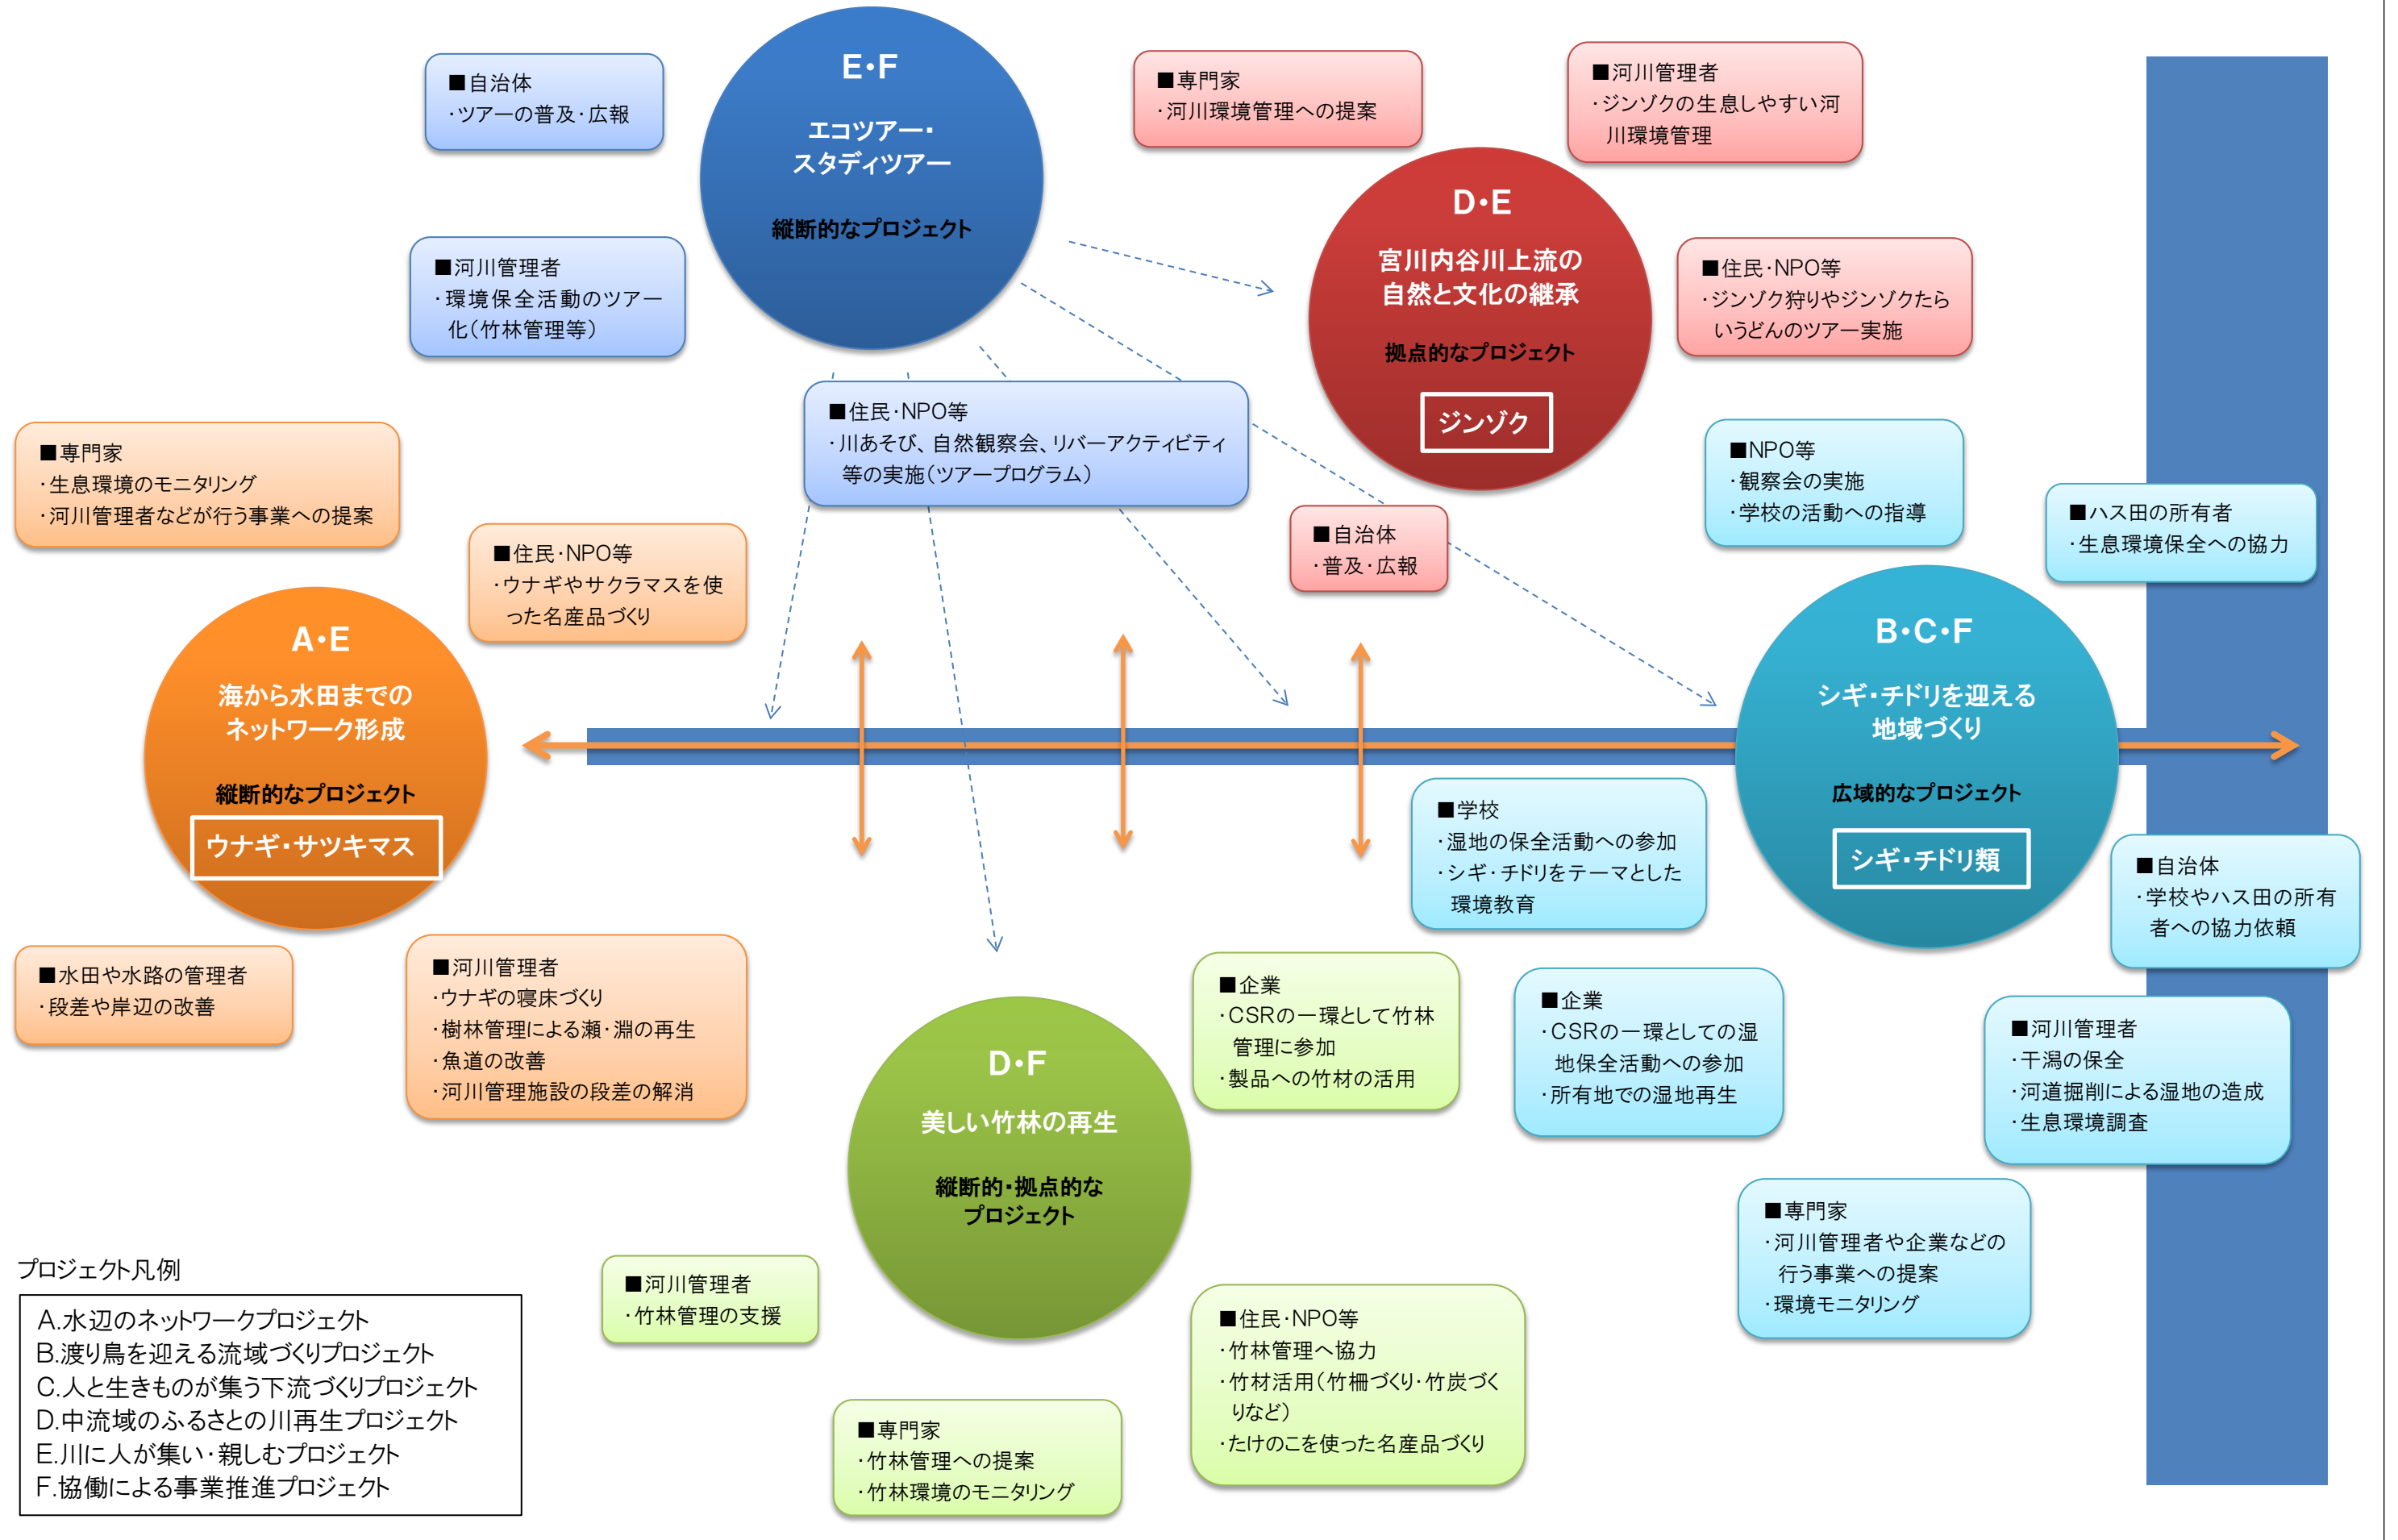 E・F
エコツアー・
スタディツアー
縦断的なプロジェクト
■自治体
・ツアーの普及・広報
■河川管理者
・環境保全活動のツアー
化（竹林管理等）
■住民・NPO等
・川あそび、自然観察会、リバーアクティビティ
等の実施（ツアープログラム）
■専門家
・河川環境管理への提案
■河川管理者
・ジンゾクの生息しやすい河
川環境管理
D・E
宮川内谷川上流の
自然と文化の継承
拠点的なプロジェクト
ジンゾク
■住民・NPO等
・ジンゾク狩りやジンゾクたら
いうどんのツアー実施
■自治体
・普及・広報
■専門家
・生息環境のモニタリング
・河川管理者などが行う事業への提案
■住民・NPO等
・ウナギやサクラマスを使
った名産品づくり
A・E
海から水田までの
ネットワーク形成
縦断的なプロジェクト
ウナギ・サツキマス
■水田や水路の管理者
・段差や岸辺の改善
■河川管理者
・ウナギの寝床づくり
・樹林管理による瀬・淵の再生
・魚道の改善
・河川管理施設の段差の解消
■NPO等
・観察会の実施
・学校の活動への指導
■ハス田の所有者
・生息環境保全への協力
B・C・F
シギ・チドリを迎える
地域づくり
広域的なプロジェクト
シギ・チドリ類
■学校
・湿地の保全活動への参加
・シギ・チドリをテーマとした
環境教育
■自治体
・学校やハス田の所有
者への協力依頼
■企業
・CSRの一環としての湿
地保全活動への参加
・所有地での湿地再生
■河川管理者
・干潟の保全
・河道掘削による湿地の造成
・生息環境調査
■専門家
・河川管理者や企業などの
行う事業への提案
・環境モニタリング
D・F
美しい竹林の再生
縦断的・拠点的な
プロジェクト
■企業
・CSRの一環として竹林
管理に参加
・製品への竹材の活用
■河川管理者
・竹林管理の支援
■専門家
・竹林管理への提案
・竹林環境のモニタリング
■住民・NPO等
・竹林管理へ協力
・竹材活用（竹柵づくり・竹炭づく
りなど）
・たけのこを使った名産品づくり
プロジェクト凡例
A.水辺のネットワークプロジェクト
B.渡り鳥を迎える流域づくりプロジェクト
C.人と生きものが集う下流づくりプロジェクト
D.中流域のふるさとの川再生プロジェクト
E.川に人が集い・親しむプロジェクト
F.協働による事業推進プロジェクト